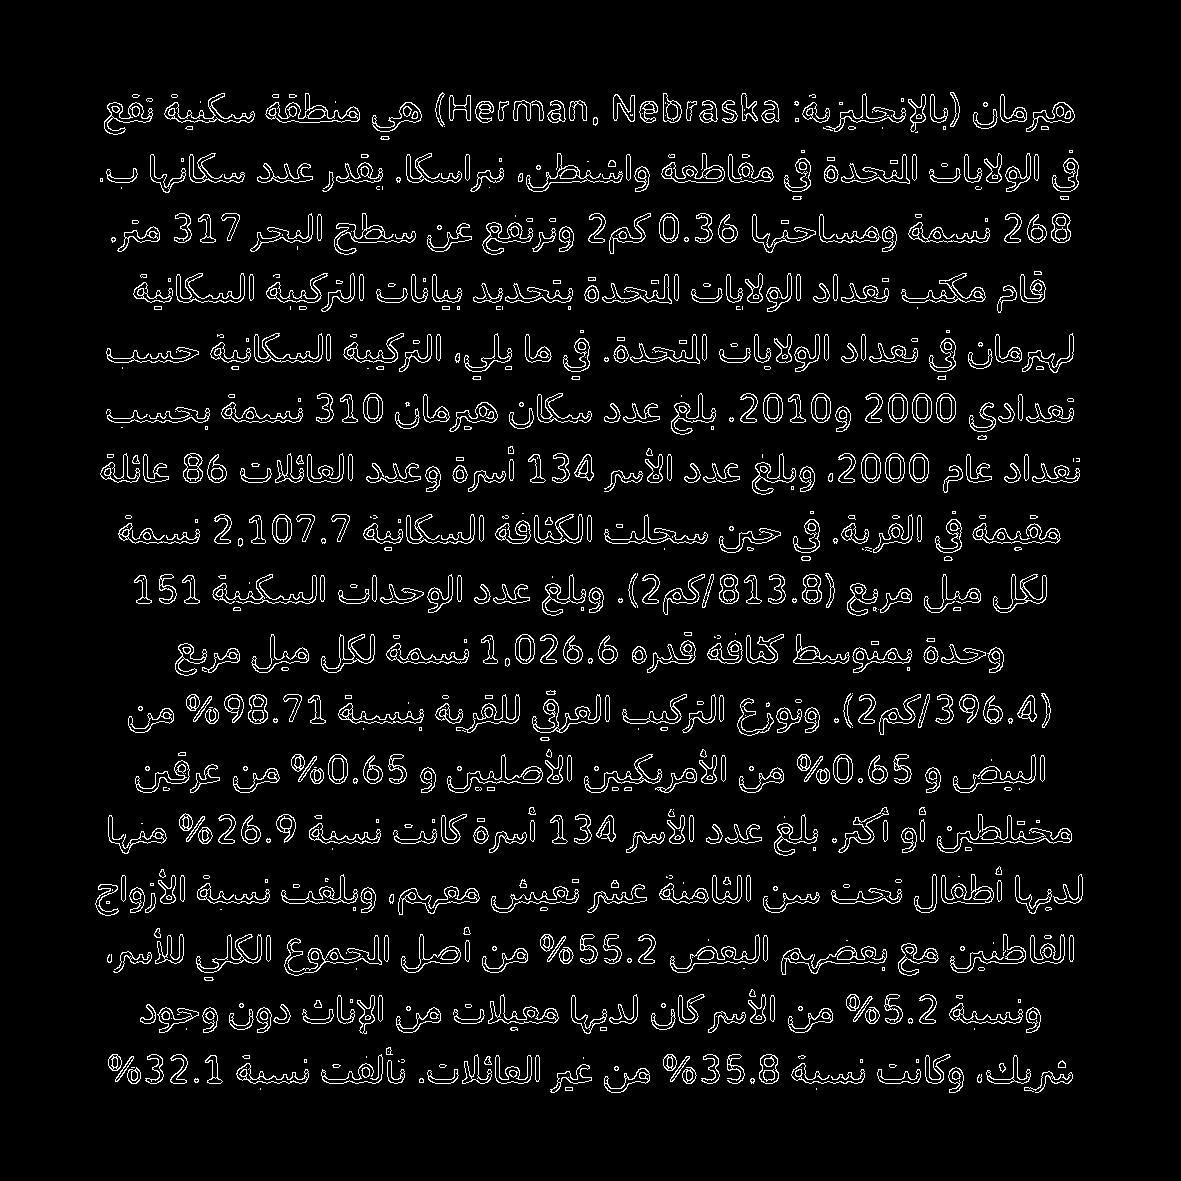 هيرمان (بالإنجليزية: Herman, Nebraska) هي منطقة سكنية تقع
في الولايات المتحدة في مقاطعة واشنطن، نبراسكا. يقدر عدد سكانها ب.
268 نسمة ومساحتها 0.36 كم2 وترتفع عن سطح البحر 317 متر.
قام مكتب تعداد الولايات المتحدة بتحديد بيانات التركيبة السكانية
لهيرمان في تعداد الولايات المتحدة. في ما يلي، التركيبة السكانية حسب
تعدادي 2000 و2010. بلغ عدد سكان هيرمان 310 نسمة بحسب
تعداد عام 2000، وبلغ عدد الأسر 134 أسرة وعدد العائلات 86 عائلة
مقيمة في القرية. في حين سجلت الكثافة السكانية 2,107.7 نسمة
لكل ميل مربع (813.8/كم2). وبلغ عدد الوحدات السكنية 151
وحدة بمتوسط كثافة قدره 1,026.6 نسمة لكل ميل مربع
(396.4/كم2). وتوزع التركيب العرقي للقرية بنسبة 98.71% من
البيض و 0.65% من الأمريكيين الأصليين و 0.65% من عرقين
مختلطين أو أكثر. بلغ عدد الأسر 134 أسرة كانت نسبة 26.9% منها
لديها أطفال تحت سن الثامنة عشر تعيش معهم، وبلغت نسبة الأزواج
القاطنين مع بعضهم البعض 55.2% من أصل المجموع الكلي للأسر،
ونسبة 5.2% من الأسر كان لديها معيلات من الإناث دون وجود
شريك، وكانت نسبة 35.8% من غير العائلات. تألفت نسبة 32.1%